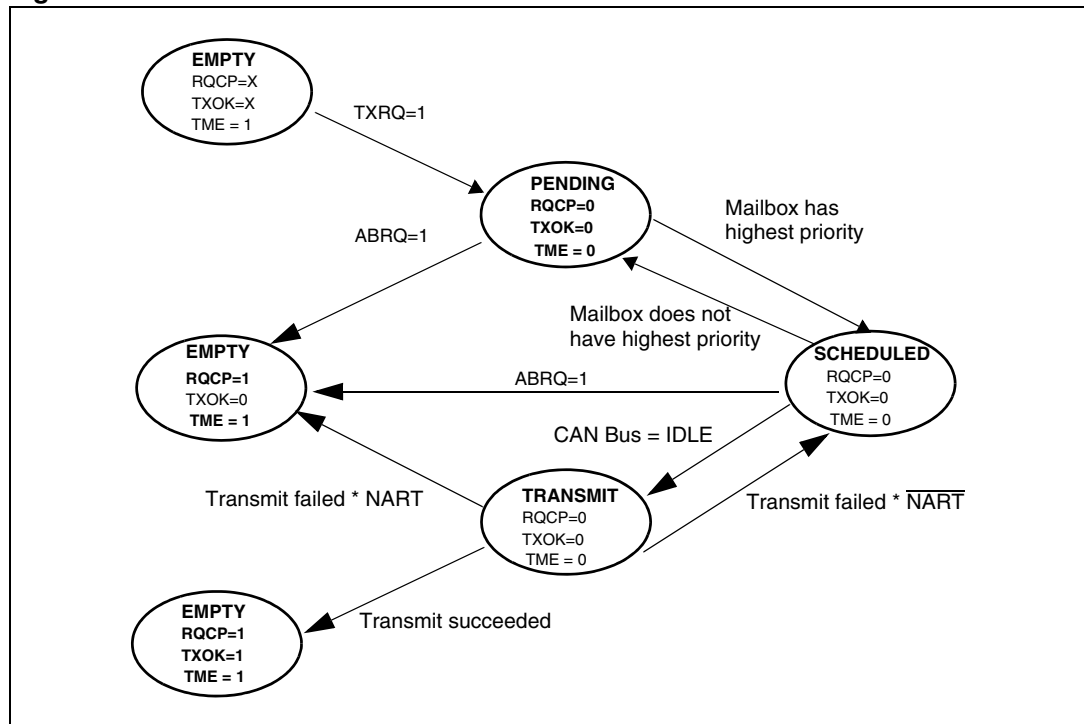 EMPTY
RQCP=X
TXOK=X
TME = 1
TXRQ=1
PENDING
RQCP=0
TXOK=0
TME = 0
Mailbox has
highest priority
ABRQ=1
Mailbox does not
have highest priority
EMPTY
RQCP=1
TXOK=0
TME = 1
SCHEDULED
RQCP=0
TXOK=0
TME = 0
ABRQ=1
CAN Bus = IDLE
Transmit failed * NART
TRANSMIT
RQCP=0
TXOK=0
TME = 0
Transmit failed * N̅A̅R̅T̅
EMPTY
RQCP=1
TXOK=1
TME = 1
Transmit succeeded